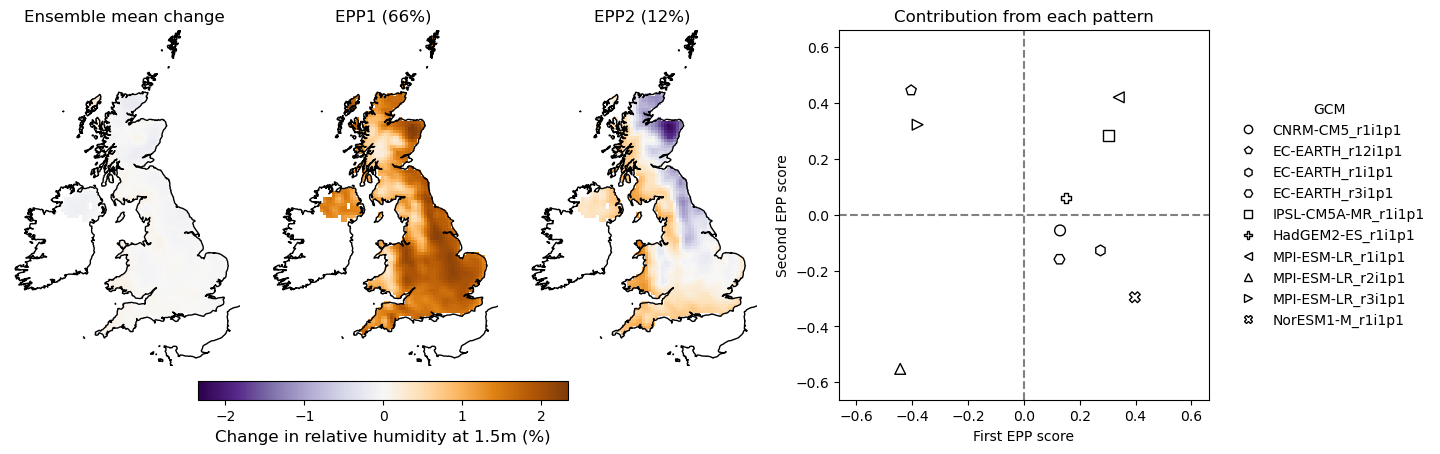 Ensemble mean change
EPP1 (66%)
EPP2 (12%)
−2 −1 0 1 2
Change in relative humidity at 1.5m (%)
Contribution from each pattern
Second EPP score
0.6
0.4
0.2
0.0
−0.2
−0.4
−0.6
−0.6 −0.4 −0.2 0.0 0.2 0.4 0.6
First EPP score
GCM
CNRM-CM5_r1i1p1
EC-EARTH_r12i1p1
EC-EARTH_r1i1p1
EC-EARTH_r3i1p1
IPSL-CM5A-MR_r1i1p1
HadGEM2-ES_r1i1p1
MPI-ESM-LR_r1i1p1
MPI-ESM-LR_r2i1p1
MPI-ESM-LR_r3i1p1
NorESM1-M_r1i1p1